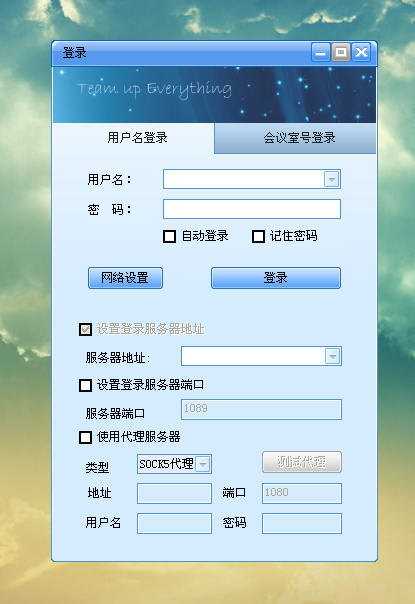 登录
Team up Everything
用户名登录 会议室号登录
用户名：
密 码：
自动登录 记住密码
网络设置 登录
设置登录服务器地址
服务器地址:
设置登录服务器端口
服务器端口 1089
使用代理服务器
类型 SOCK5代理 测试代理
地址 端口 1080
用户名 密码